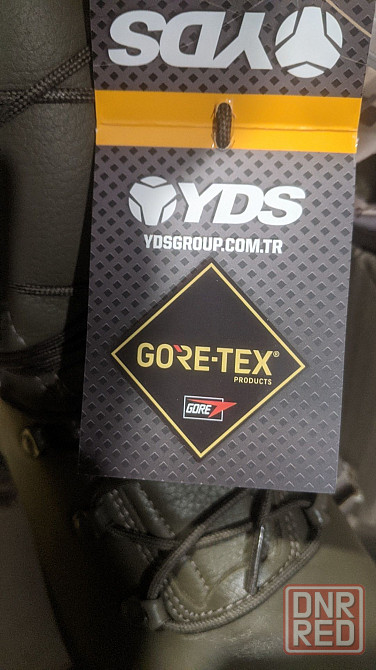 YDS
YDS
YDSGROUP.COM.TR
GORE-TEX®
PRODUCTS
GORE
DNR
RED